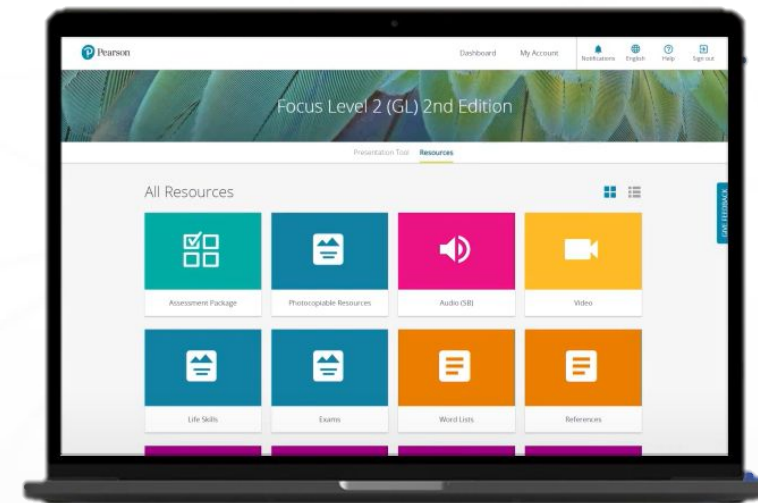 Pearson
Dashboard
My Account
Notifications
English
Help
Sign out
Focus Level 2 (GL) 2nd Edition
Presentation Tool
Resources
All Resources
GIVE FEEDBACK
Assessment Package
Photocopiable Resources
Audio (SB)
Video
Life Skills
Exams
Word Lists
References